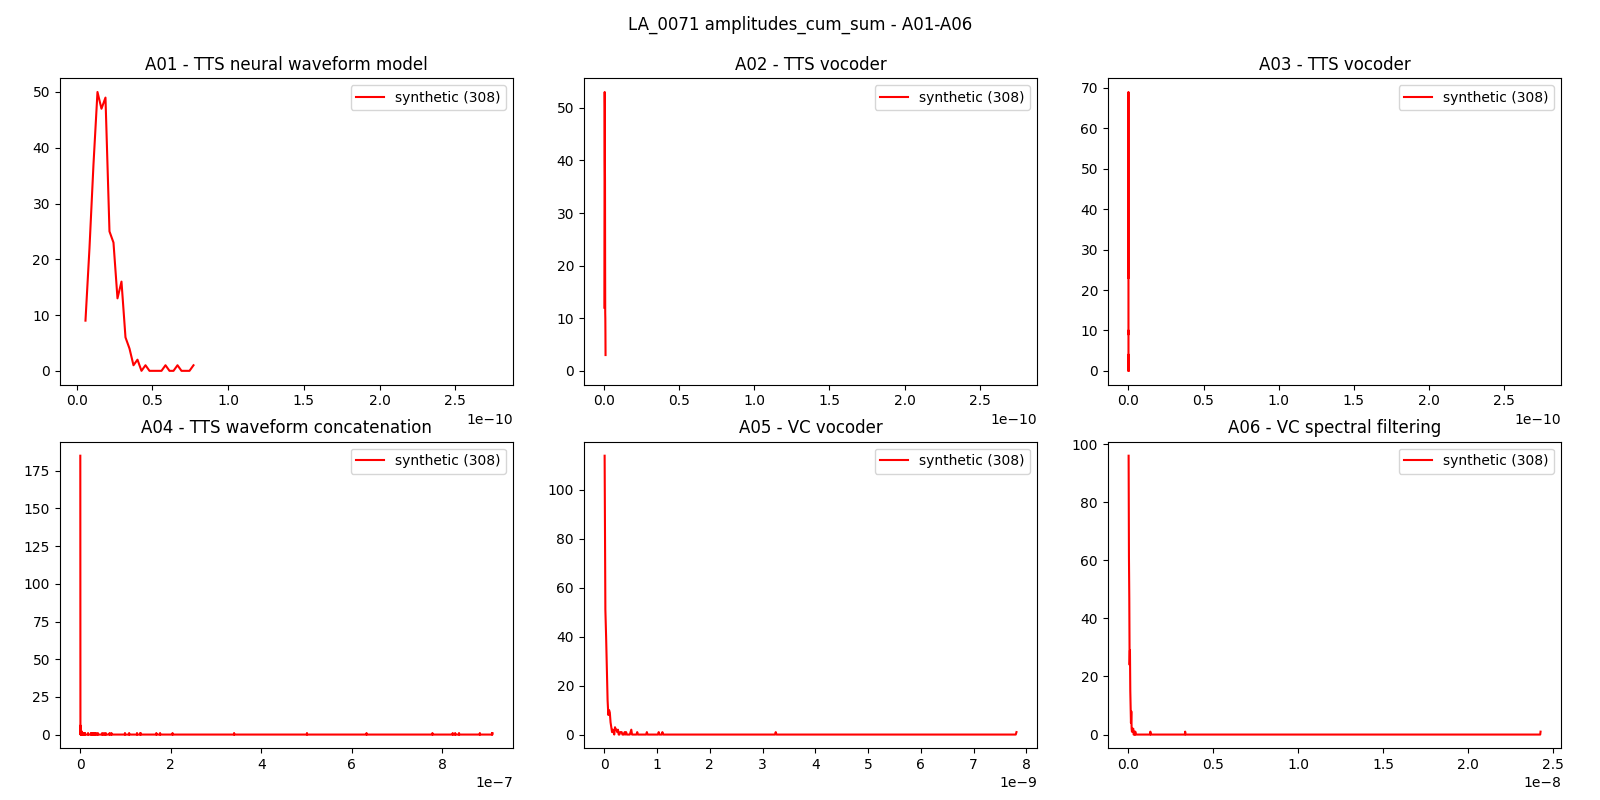 LA_0071 amplitudes_cum_sum - A01-A06
A01 - TTS neural waveform model
synthetic (308)
50
40
30
20
10
0
0.0 0.5 1.0 1.5 2.0 2.5
1e−10
A02 - TTS vocoder
synthetic (308)
50
40
30
20
10
0
0.0 0.5 1.0 1.5 2.0 2.5
1e−10
A03 - TTS vocoder
synthetic (308)
70
60
50
40
30
20
10
0
0.0 0.5 1.0 1.5 2.0 2.5
1e−10
A04 - TTS waveform concatenation
synthetic (308)
175
150
125
100
75
50
25
0
0 2 4 6 8
1e−7
A05 - VC vocoder
synthetic (308)
100
80
60
40
20
0
0 1 2 3 4 5 6 7 8
1e−9
A06 - VC spectral filtering
synthetic (308)
100
80
60
40
20
0
0.0 0.5 1.0 1.5 2.0 2.5
1e−8